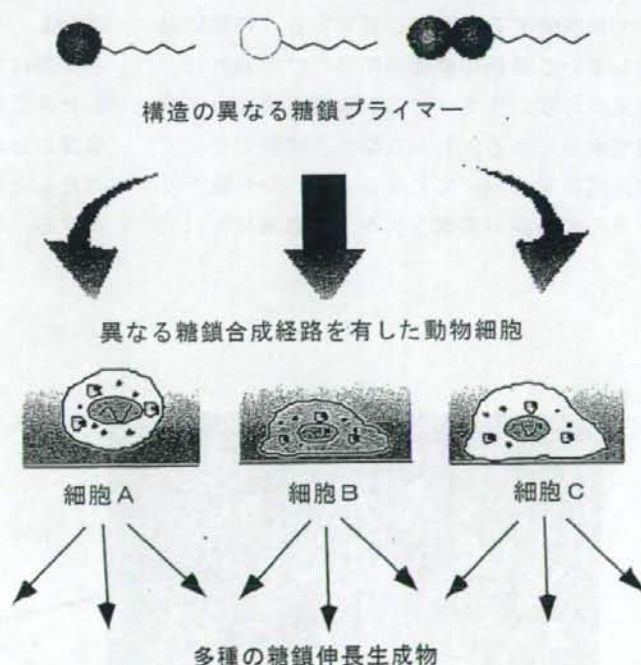 構造の異なる糖鎖プライマー
異なる糖鎖合成経路を有した動物細胞
細胞A 細胞B 細胞C
多種の糖鎖伸長生成物